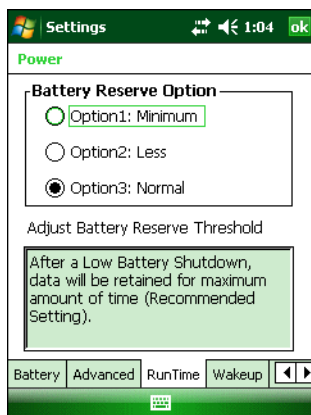 Settings 1:04 ok
Power
Battery Reserve Option
Option1: Minimum
Option2: Less
Option3: Normal
Adjust Battery Reserve Threshold
After a Low Battery Shutdown,
data will be retained for maximum
amount of time (Recommended
Setting).
Battery Advanced RunTime Wakeup